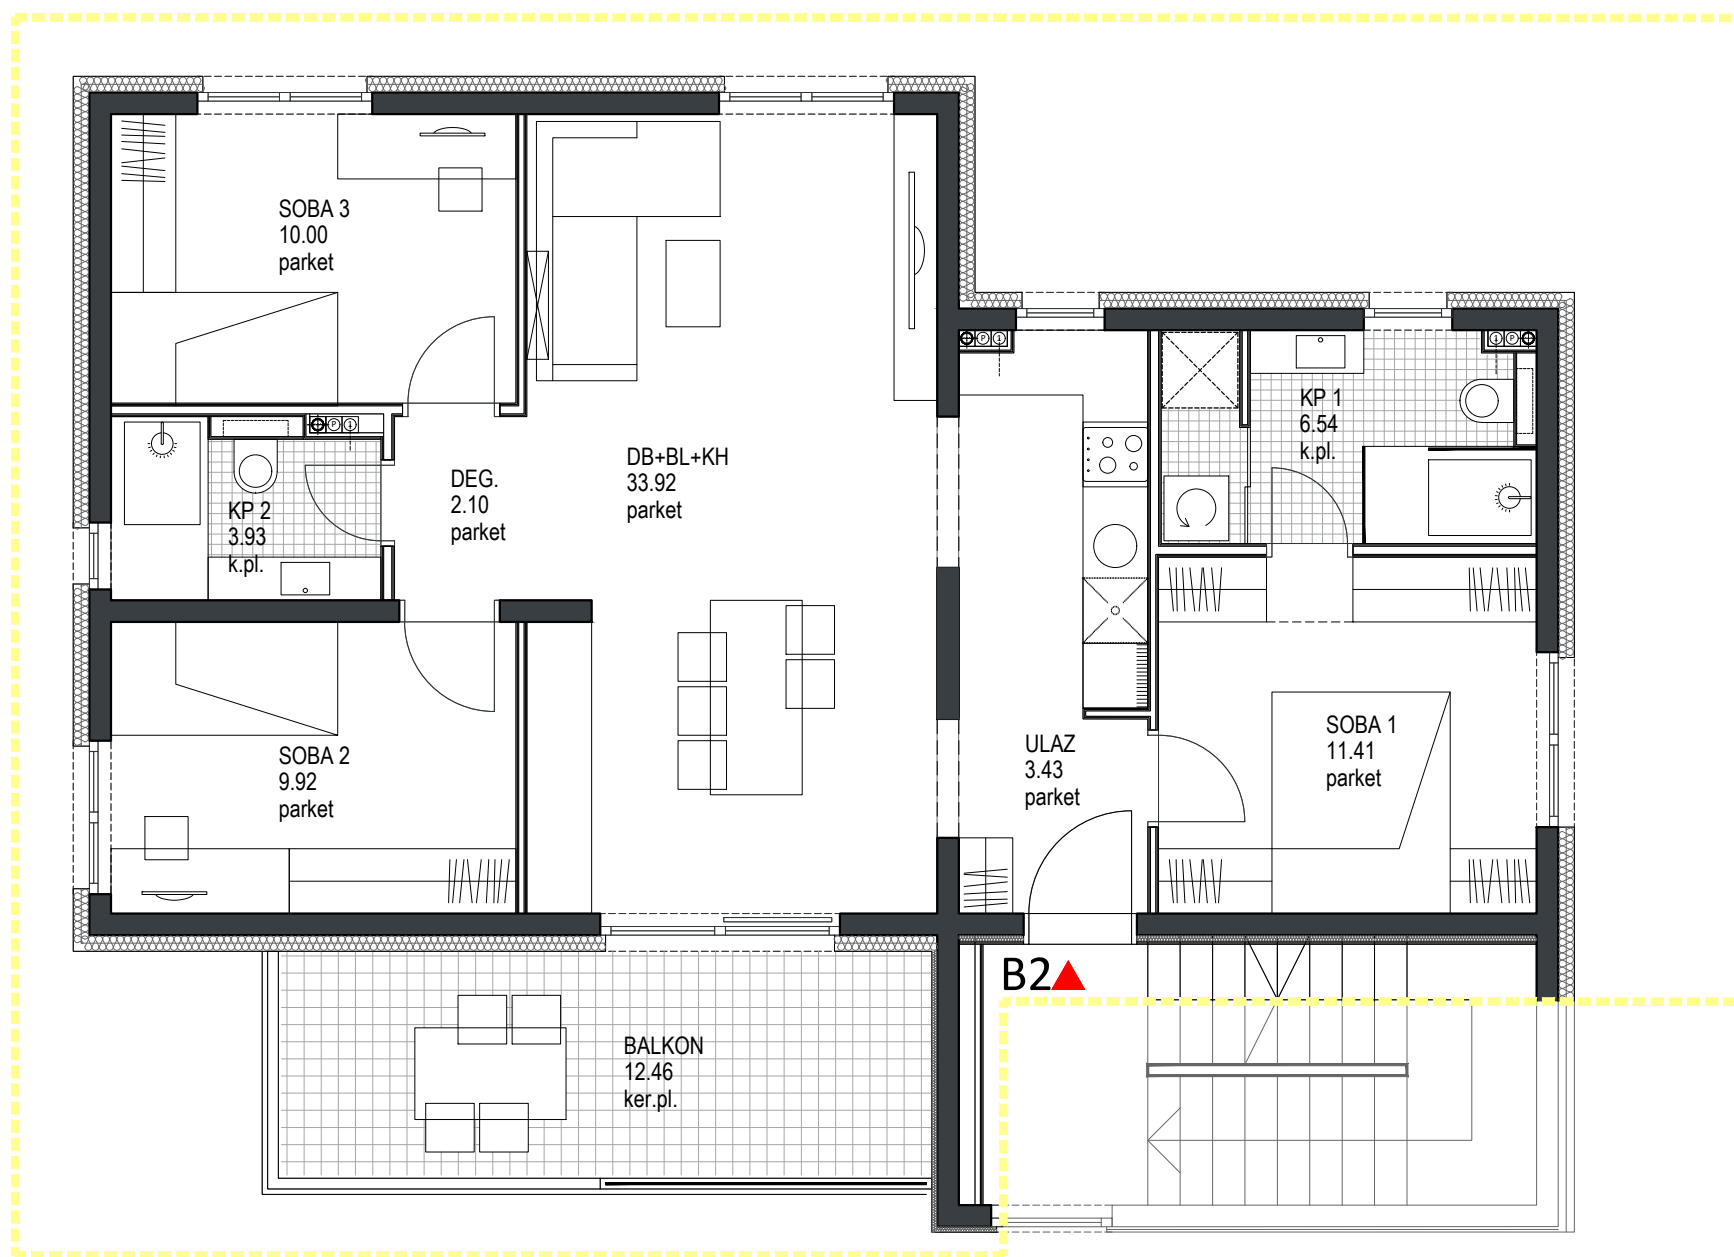 SOBA 3
10.00
parket
DB+BL+KH
33.92
parket
DEG.
2.10
parket
KP 2
3.93
k.pl.
KP 1
6.54
k.pl.
SOBA 2
9.92
parket
ULAZ
3.43
parket
SOBA 1
11.41
parket
B2
BALKON
12.46
ker.pl.